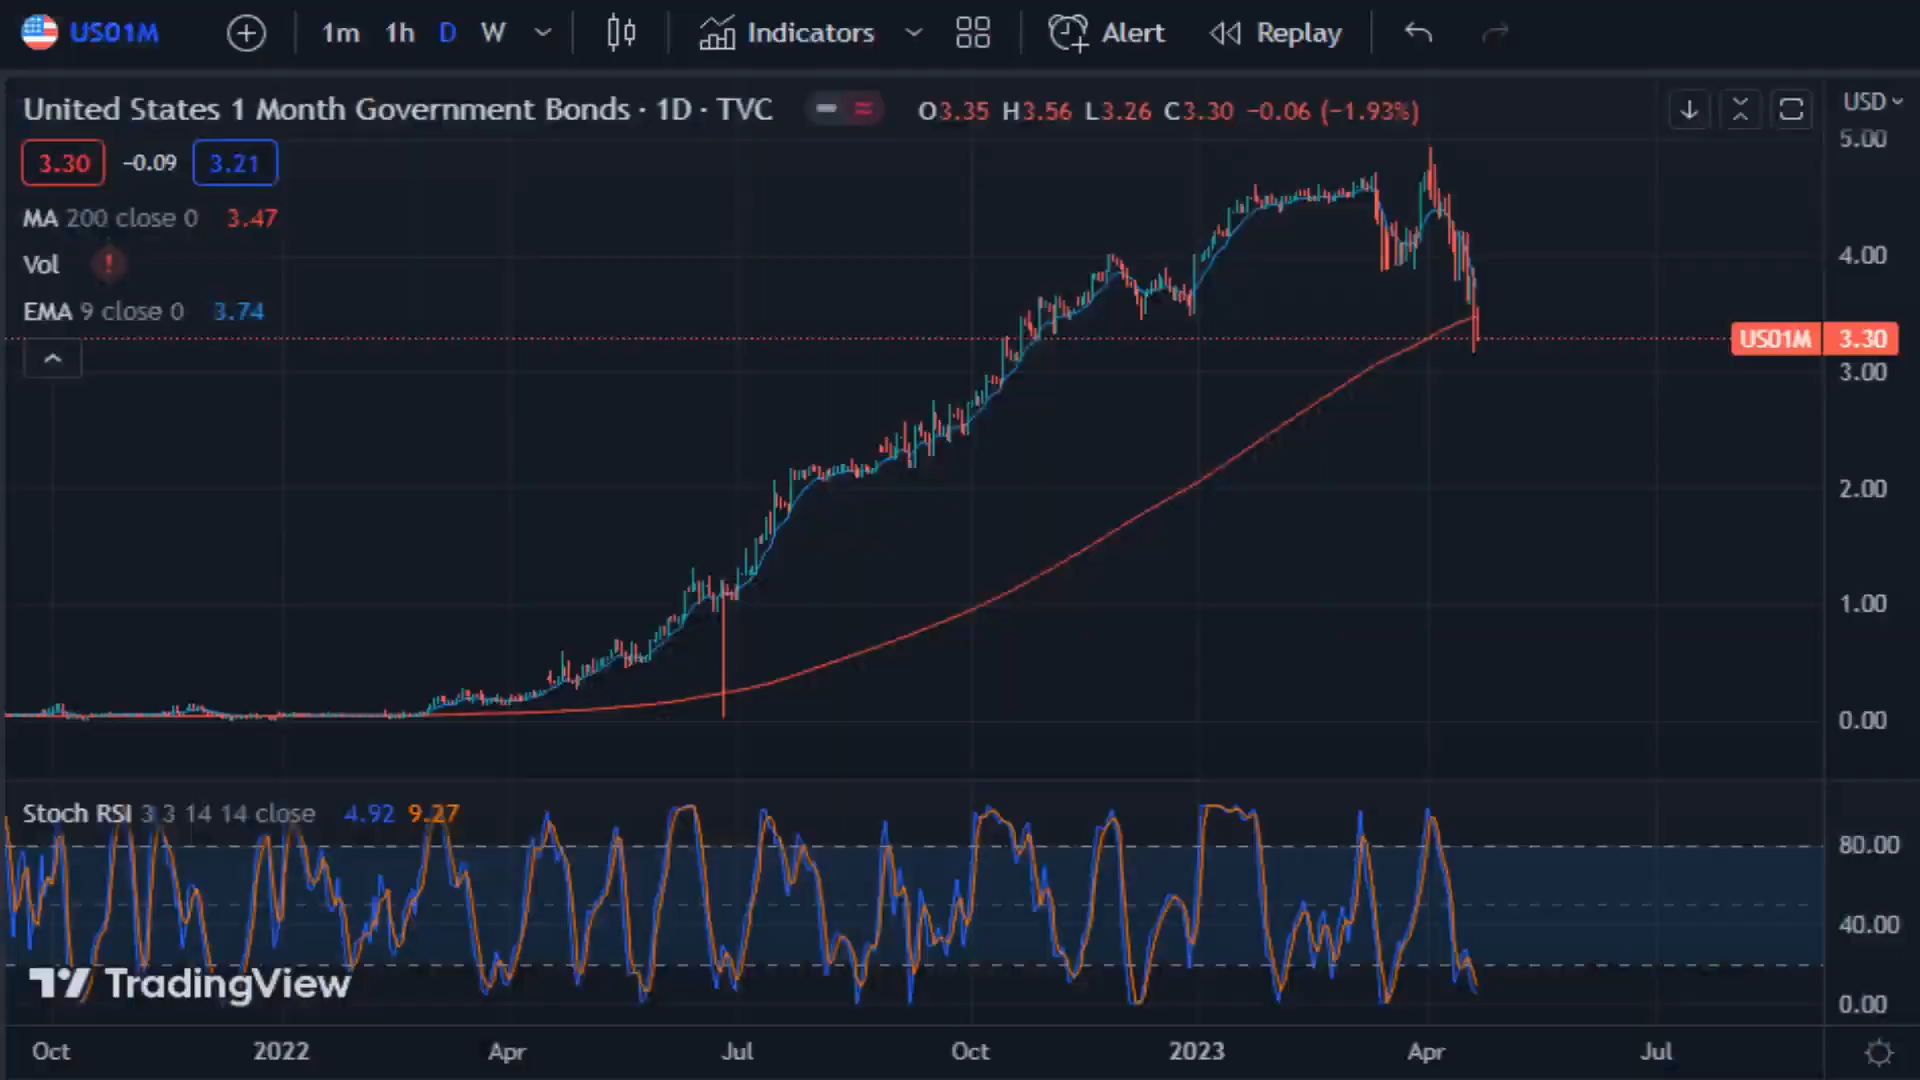 US01M 1m 1h D W Indicators Alert Replay
United States 1 Month Government Bonds · 1D · TVC O3.35 H3.56 L3.26 C3.30 −0.06 (−1.93%) USD
5.00
3.30 −0.09 3.21
MA 200 close 0 3.47
Vol !
4.00
EMA 9 close 0 3.74
US01M 3.30
3.00
2.00
1.00
0.00
Stoch RSI 3 3 14 14 close 4.92 9.27
80.00
40.00
TradingView
0.00
Oct 2022 Apr Jul Oct 2023 Apr Jul